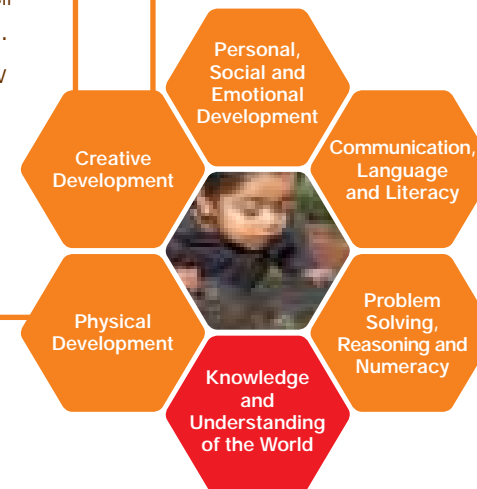 Personal,
Social and
Emotional
Development
Creative
Development
Communication,
Language
and Literacy
Physical
Development
Problem
Solving,
Reasoning and
Numeracy
Knowledge
and
Understanding
of the World